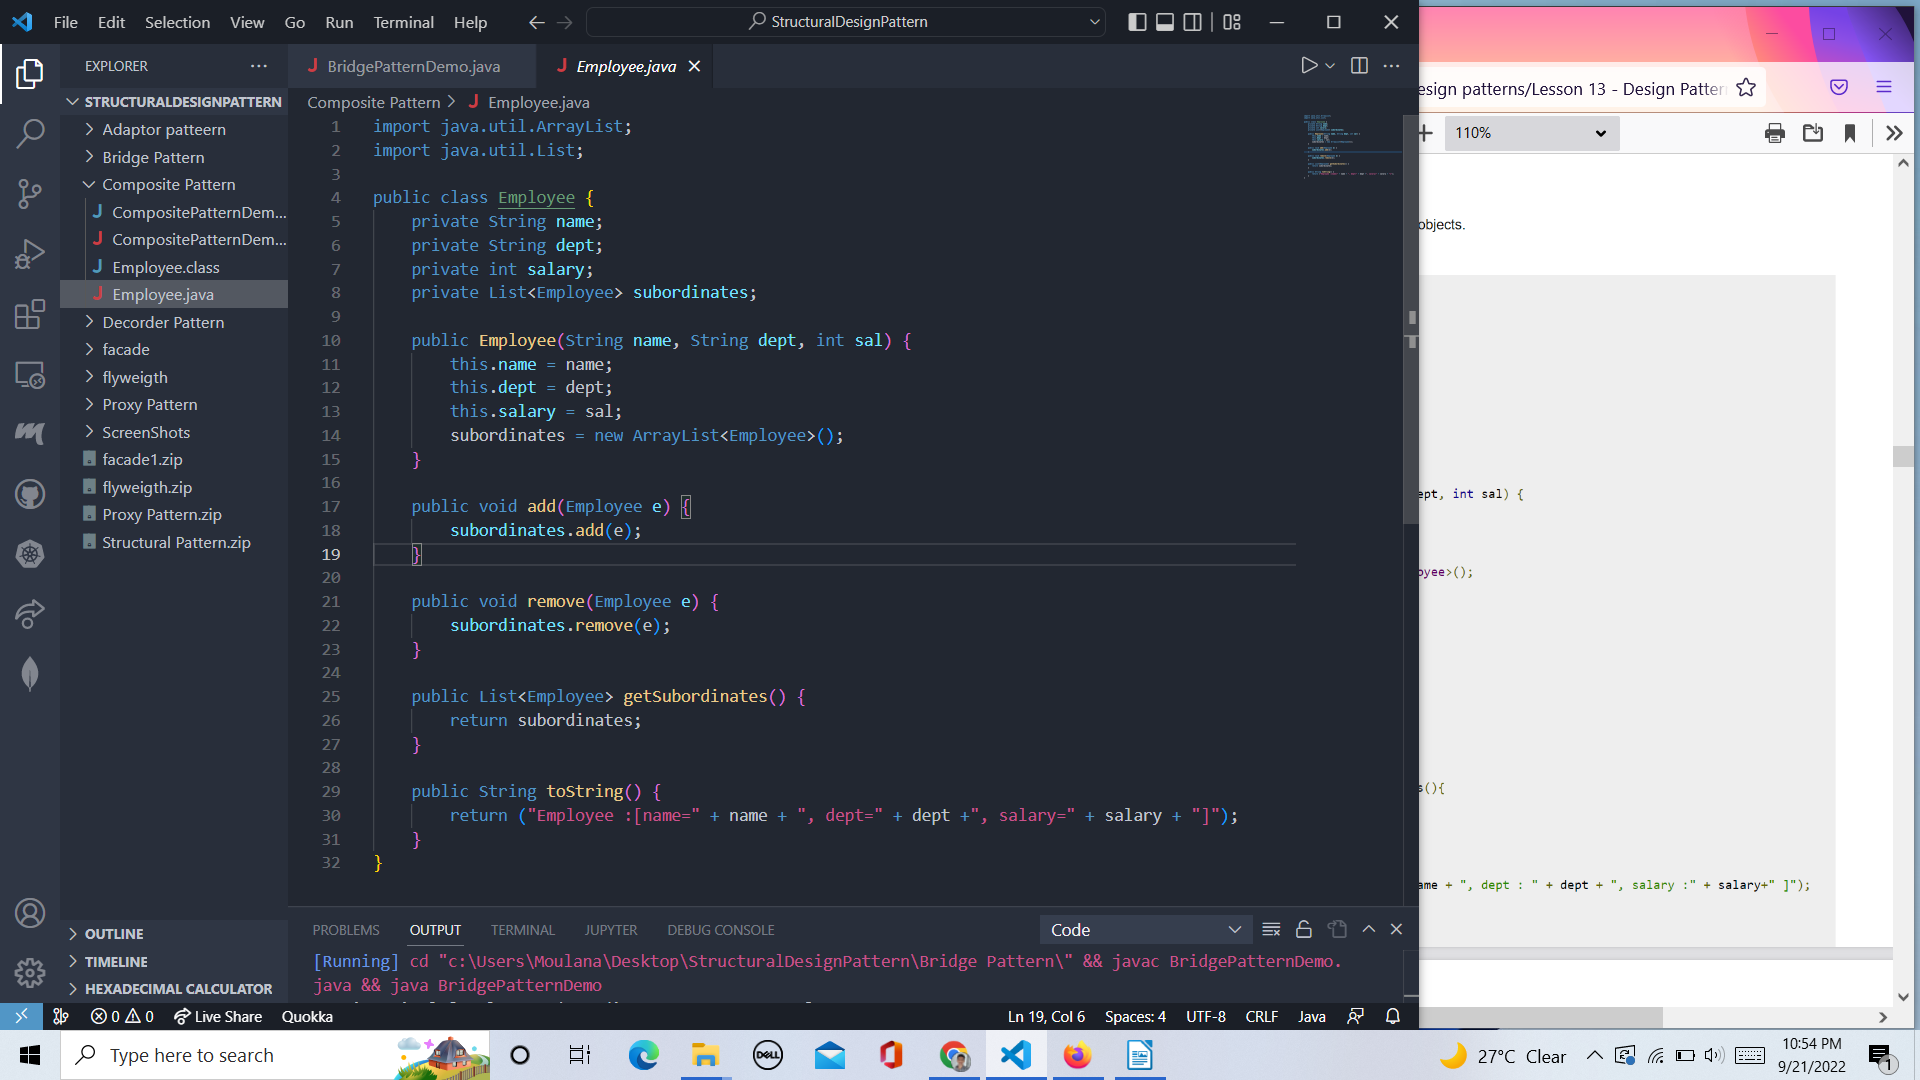 File Edit Selection View Go Run Terminal Help
StructuralDesignPattern
EXPLORER
STRUCTURALDESIGNPATTERN
Adaptor patteern
Bridge Pattern
Composite Pattern
CompositePatternDem...
CompositePatternDem...
Employee.class
Employee.java
Decorder Pattern
facade
flyweigth
Proxy Pattern
ScreenShots
facade1.zip
flyweigth.zip
Proxy Pattern.zip
Structural Pattern.zip
OUTLINE
TIMELINE
HEXADECIMAL CALCULATOR
BridgePatternDemo.java
Employee.java
Composite Pattern > Employee.java
1 import java.util.ArrayList;
2 import java.util.List;
3
4 public class Employee {
5 private String name;
6 private String dept;
7 private int salary;
8 private List<Employee> subordinates;
9
10 public Employee(String name, String dept, int sal) {
11 this.name = name;
12 this.dept = dept;
13 this.salary = sal;
14 subordinates = new ArrayList<Employee>();
15 }
16
17 public void add(Employee e) {
18 subordinates.add(e);
19 }
20
21 public void remove(Employee e) {
22 subordinates.remove(e);
23 }
24
25 public List<Employee> getSubordinates() {
26 return subordinates;
27 }
28
29 public String toString() {
30 return ("Employee :[name=" + name + ", dept=" + dept +", salary=" + salary + "]");
31 }
32 }
PROBLEMS OUTPUT TERMINAL JUPYTER DEBUG CONSOLE
Code
[Running] cd "c:\Users\Moulana\Desktop\StructuralDesignPattern\Bridge Pattern\" && javac BridgePatternDemo.
java && java BridgePatternDemo
0 0 Live Share Quokka
Ln 19, Col 6 Spaces: 4 UTF-8 CRLF Java
esign patterns/Lesson 13 - Design Patter
110%
objects.
ept, int sal) {
oyee>();
s(){
ame + ", dept : " + dept + ", salary :" + salary+" ]");
Type here to search
DELL
27°C Clear
10:54 PM
9/21/2022
1